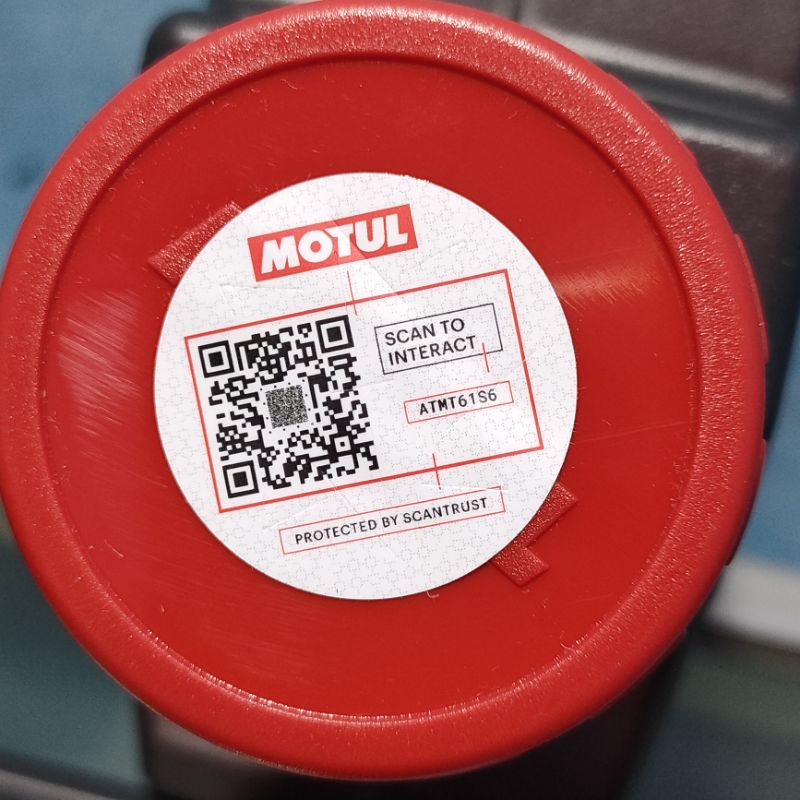 MOTUL
SCAN TO
INTERACT
ATMT61S6
PROTECTED BY SCANTRUST